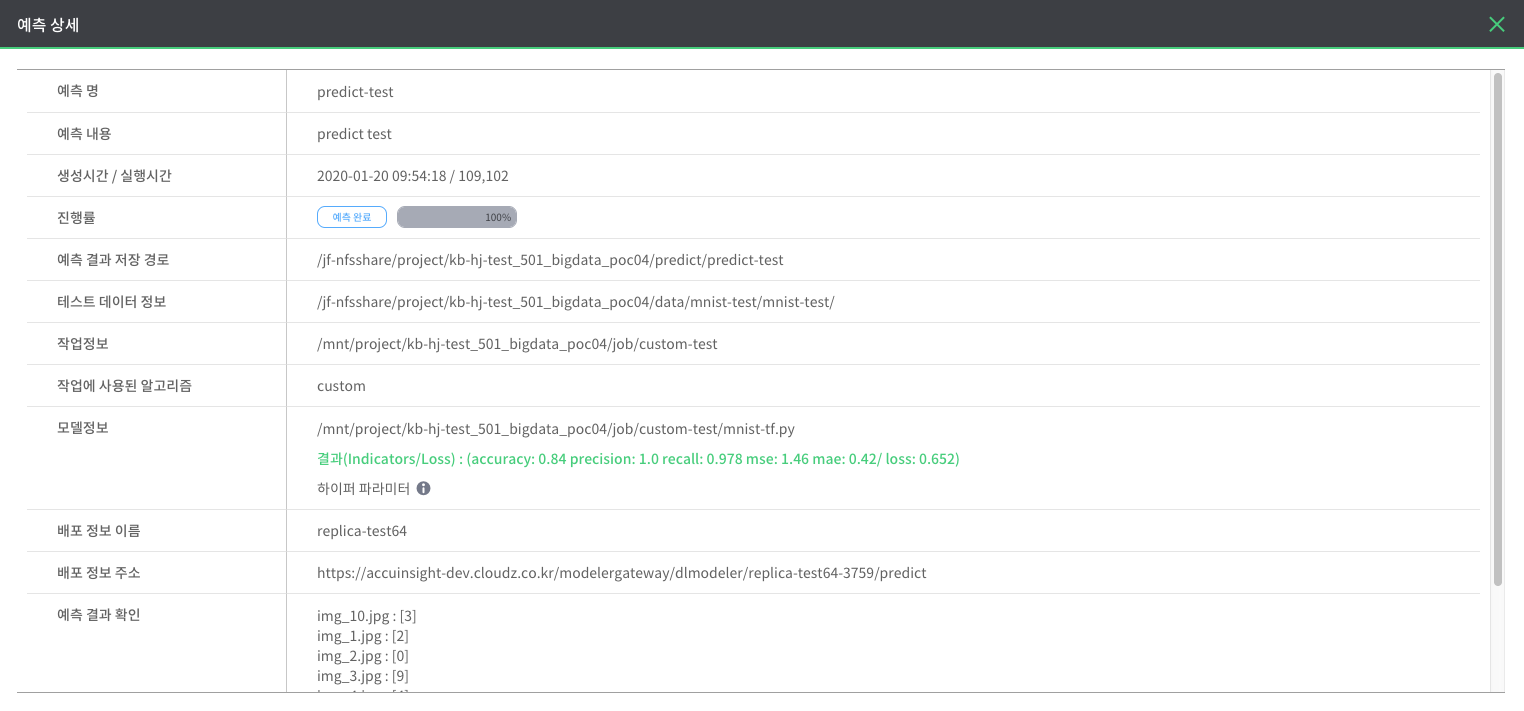 예측 상세
예측 명
predict-test
예측 내용
predict test
생성시간 / 실행시간
2020-01-20 09:54:18 / 109,102
진행률
예측 완료
100%
예측 결과 저장 경로
/jf-nfsshare/project/kb-hj-test_501_bigdata_poc04/predict/predict-test
테스트 데이터 정보
/jf-nfsshare/project/kb-hj-test_501_bigdata_poc04/data/mnist-test/mnist-test/
작업정보
/mnt/project/kb-hj-test_501_bigdata_poc04/job/custom-test
작업에 사용된 알고리즘
custom
모델정보
/mnt/project/kb-hj-test_501_bigdata_poc04/job/custom-test/mnist-tf.py
결과(Indicators/Loss) : (accuracy: 0.84 precision: 1.0 recall: 0.978 mse: 1.46 mae: 0.42/ loss: 0.652)
하이퍼 파라미터
배포 정보 이름
replica-test64
배포 정보 주소
https://accuinsight-dev.cloudz.co.kr/modelergateway/dlmodeler/replica-test64-3759/predict
예측 결과 확인
img_10.jpg : [3]
img_1.jpg : [2]
img_2.jpg : [0]
img_3.jpg : [9]